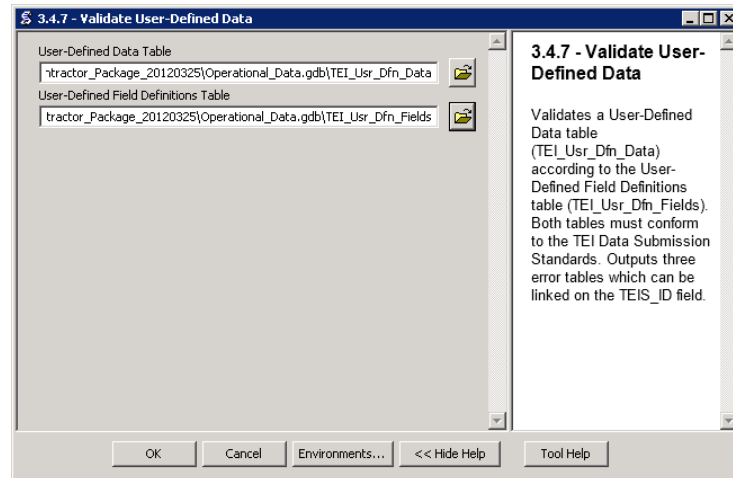 3.4.7 - Validate User-Defined Data
User-Defined Data Table
ntractor_Package_20120325\Operational_Data.gdb\TEI_Usr_Dfn_Data
User-Defined Field Definitions Table
tractor_Package_20120325\Operational_Data.gdb\TEI_Usr_Dfn_Fields
3.4.7 - Validate User-
Defined Data
Validates a User-Defined
Data table
(TEI_Usr_Dfn_Data)
according to the User-
Defined Field Definitions
table (TEI_Usr_Dfn_Fields).
Both tables must conform
to the TEI Data Submission
Standards. Outputs three
error tables which can be
linked on the TEIS_ID field.
OK
Cancel
Environments...
<< Hide Help
Tool Help